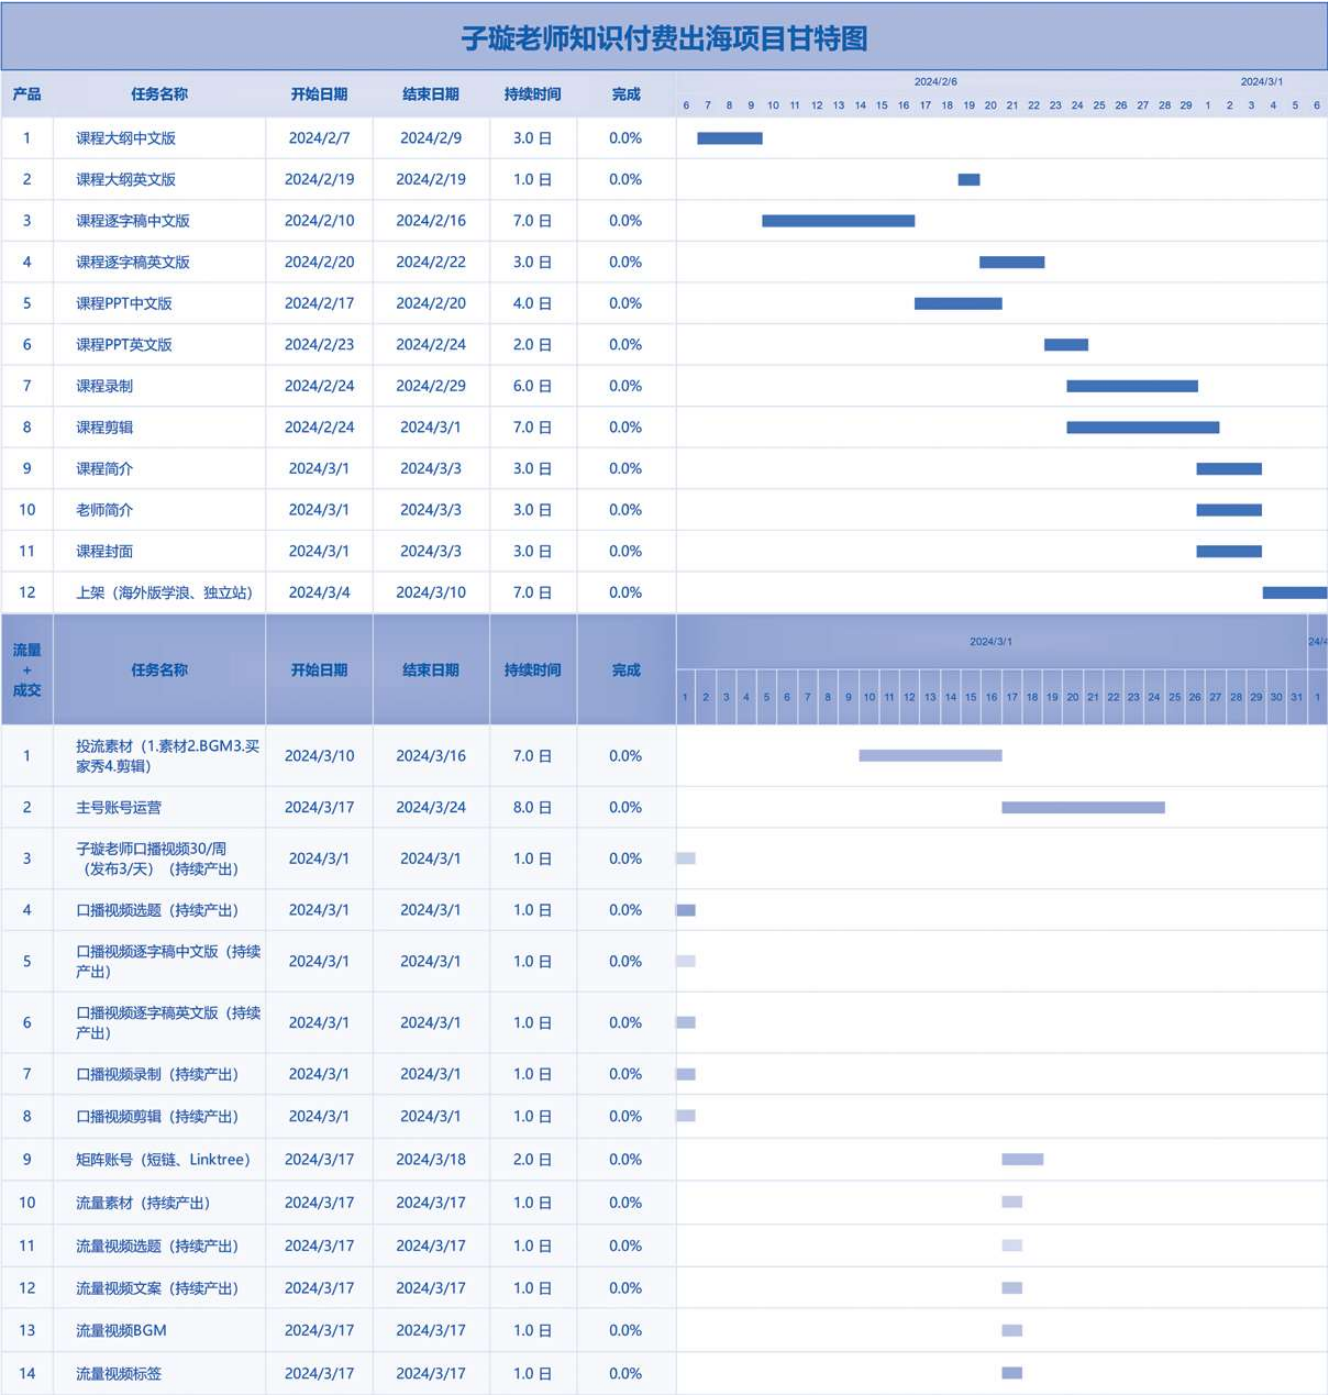 子璇老师知识付费出海项目甘特图
产品 任务名称 开始日期 结束日期 持续时间 完成 2024/2/6 2024/3/1
6 7 8 9 10 11 12 13 14 15 16 17 18 19 20 21 22 23 24 25 26 27 28 29 1 2 3 4 5 6
1 课程大纲中文版 2024/2/7 2024/2/9 3.0 日 0.0%
2 课程大纲英文版 2024/2/19 2024/2/19 1.0 日 0.0%
3 课程逐字稿中文版 2024/2/10 2024/2/16 7.0 日 0.0%
4 课程逐字稿英文版 2024/2/20 2024/2/22 3.0 日 0.0%
5 课程PPT中文版 2024/2/17 2024/2/20 4.0 日 0.0%
6 课程PPT英文版 2024/2/23 2024/2/24 2.0 日 0.0%
7 课程录制 2024/2/24 2024/2/29 6.0 日 0.0%
8 课程剪辑 2024/2/24 2024/3/1 7.0 日 0.0%
9 课程简介 2024/3/1 2024/3/3 3.0 日 0.0%
10 老师简介 2024/3/1 2024/3/3 3.0 日 0.0%
11 课程封面 2024/3/1 2024/3/3 3.0 日 0.0%
12 上架（海外版学浪、独立站） 2024/3/4 2024/3/10 7.0 日 0.0%
流量
+
成交
任务名称 开始日期 结束日期 持续时间 完成 2024/3/1 24/4
1 2 3 4 5 6 7 8 9 10 11 12 13 14 15 16 17 18 19 20 21 22 23 24 25 26 27 28 29 30 31 1
1 投流素材（1.素材2.BGM3.买
家秀4.剪辑） 2024/3/10 2024/3/16 7.0 日 0.0%
2 主号账号运营 2024/3/17 2024/3/24 8.0 日 0.0%
3 子璇老师口播视频30/周
（发布3/天）（持续产出） 2024/3/1 2024/3/1 1.0 日 0.0%
4 口播视频选题（持续产出） 2024/3/1 2024/3/1 1.0 日 0.0%
5 口播视频逐字稿中文版（持续
产出） 2024/3/1 2024/3/1 1.0 日 0.0%
6 口播视频逐字稿英文版（持续
产出） 2024/3/1 2024/3/1 1.0 日 0.0%
7 口播视频录制（持续产出） 2024/3/1 2024/3/1 1.0 日 0.0%
8 口播视频剪辑（持续产出） 2024/3/1 2024/3/1 1.0 日 0.0%
9 矩阵账号（短链、Linktree） 2024/3/17 2024/3/18 2.0 日 0.0%
10 流量素材（持续产出） 2024/3/17 2024/3/17 1.0 日 0.0%
11 流量视频选题（持续产出） 2024/3/17 2024/3/17 1.0 日 0.0%
12 流量视频文案（持续产出） 2024/3/17 2024/3/17 1.0 日 0.0%
13 流量视频BGM 2024/3/17 2024/3/17 1.0 日 0.0%
14 流量视频标签 2024/3/17 2024/3/17 1.0 日 0.0%